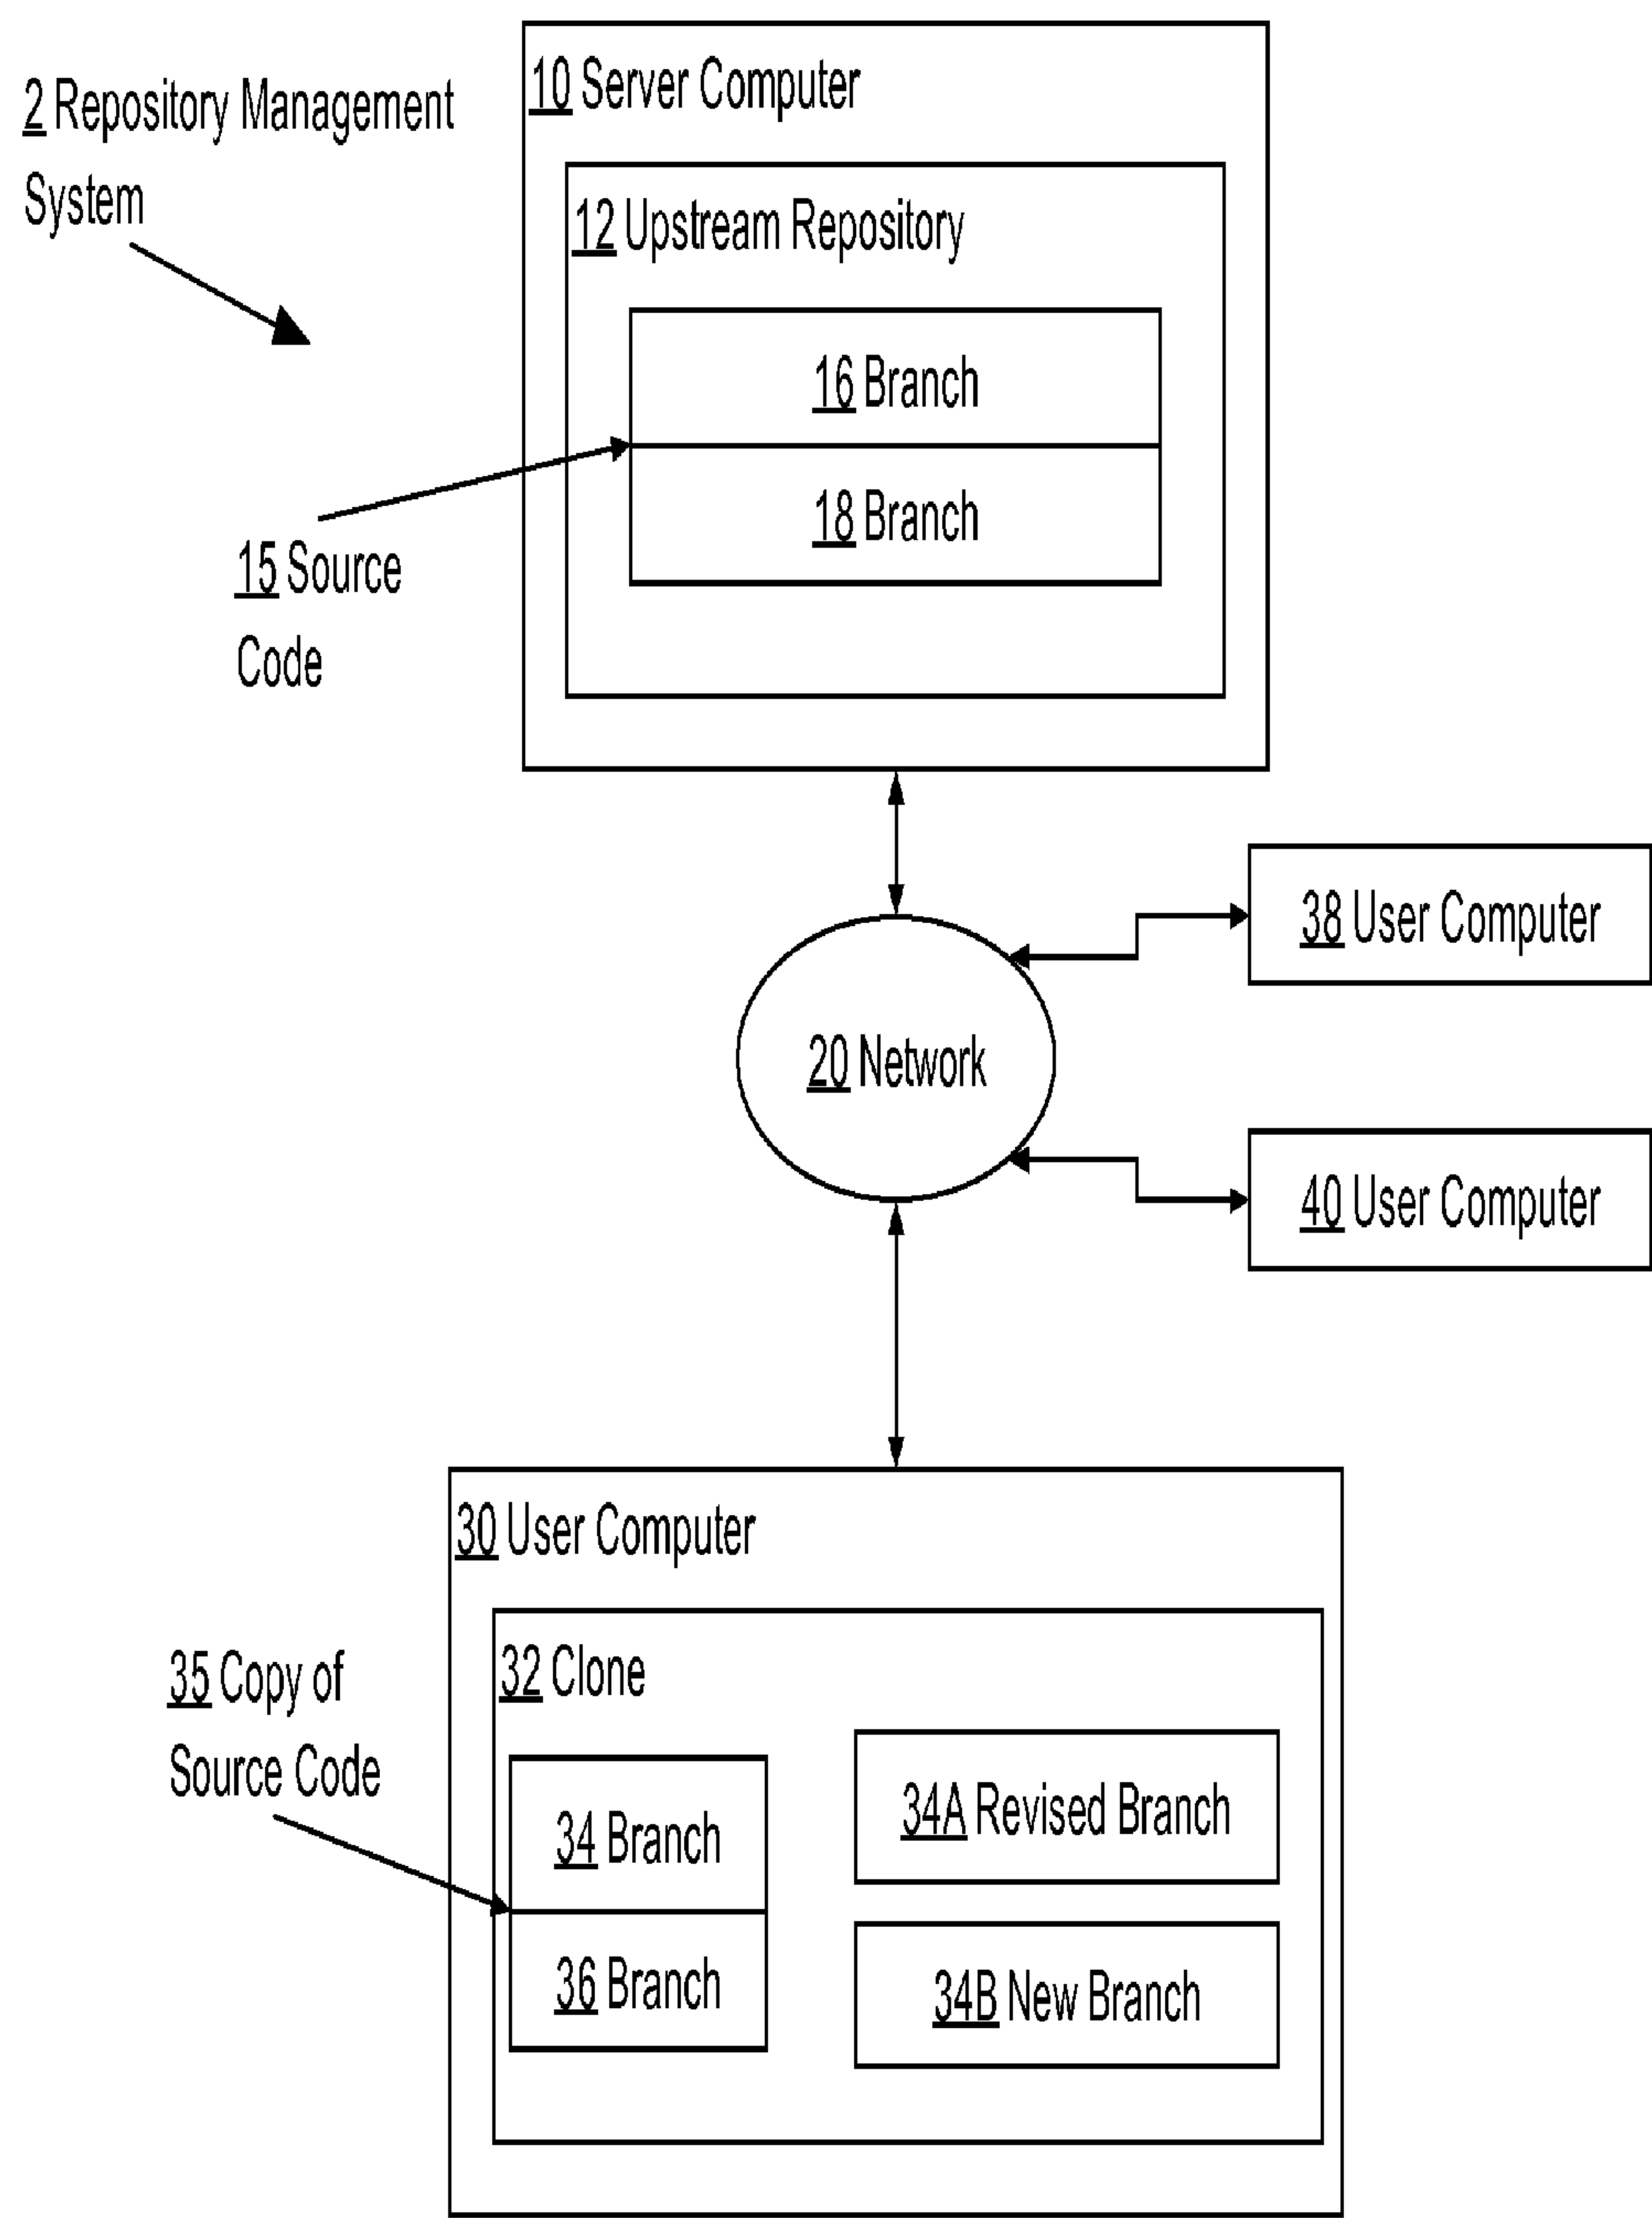 2 Repository Management
System
10 Server Computer
12 Upstream Repository
16 Branch
18 Branch
15 Source
Code
38 User Computer
20 Network
40 User Computer
30 User Computer
32 Clone
35 Copy of
Source Code
34 Branch
34A Revised Branch
36 Branch
34B New Branch